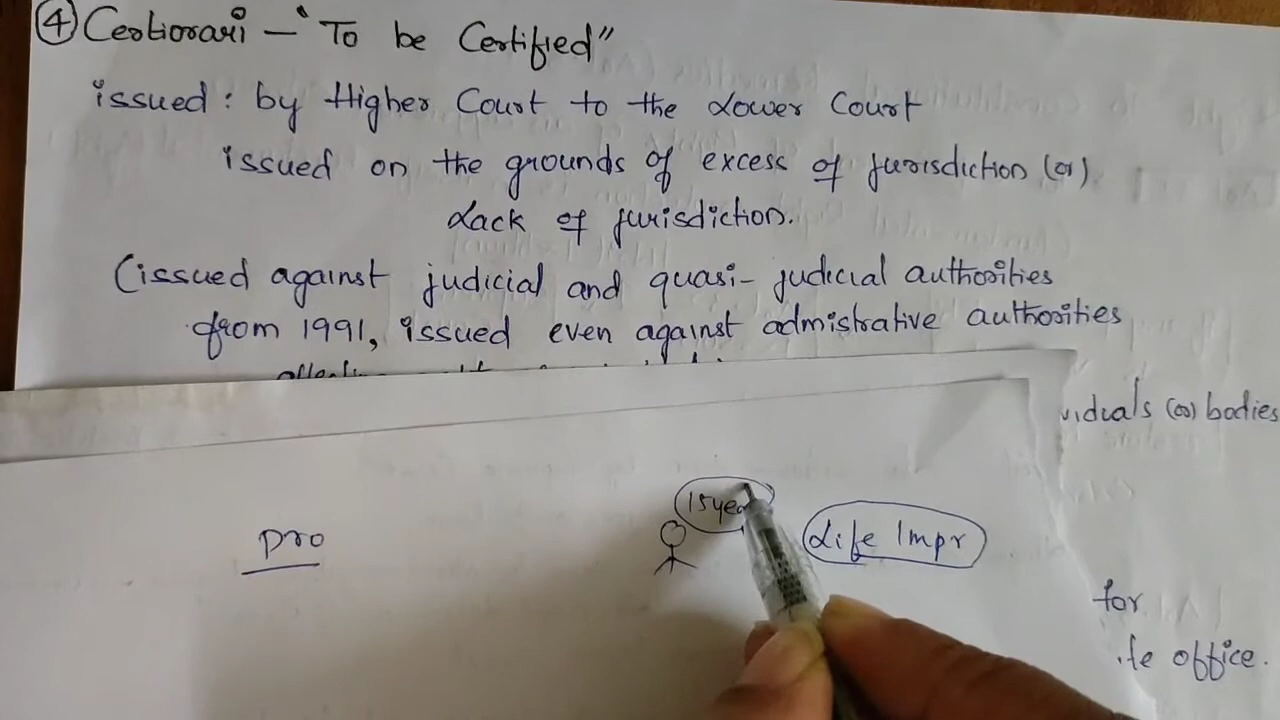 ④ Certiorari – "To be Certified"
issued : by Higher Court to the Lower Court
issued on the grounds of excess of jurisdiction (or)
Lack of jurisdiction.
(issued against judicial and quasi-judicial authorities
from 1991, issued even against admistrative authorities
viduals (or) bodies
15yea
Pro
Life Impr
for
te office.